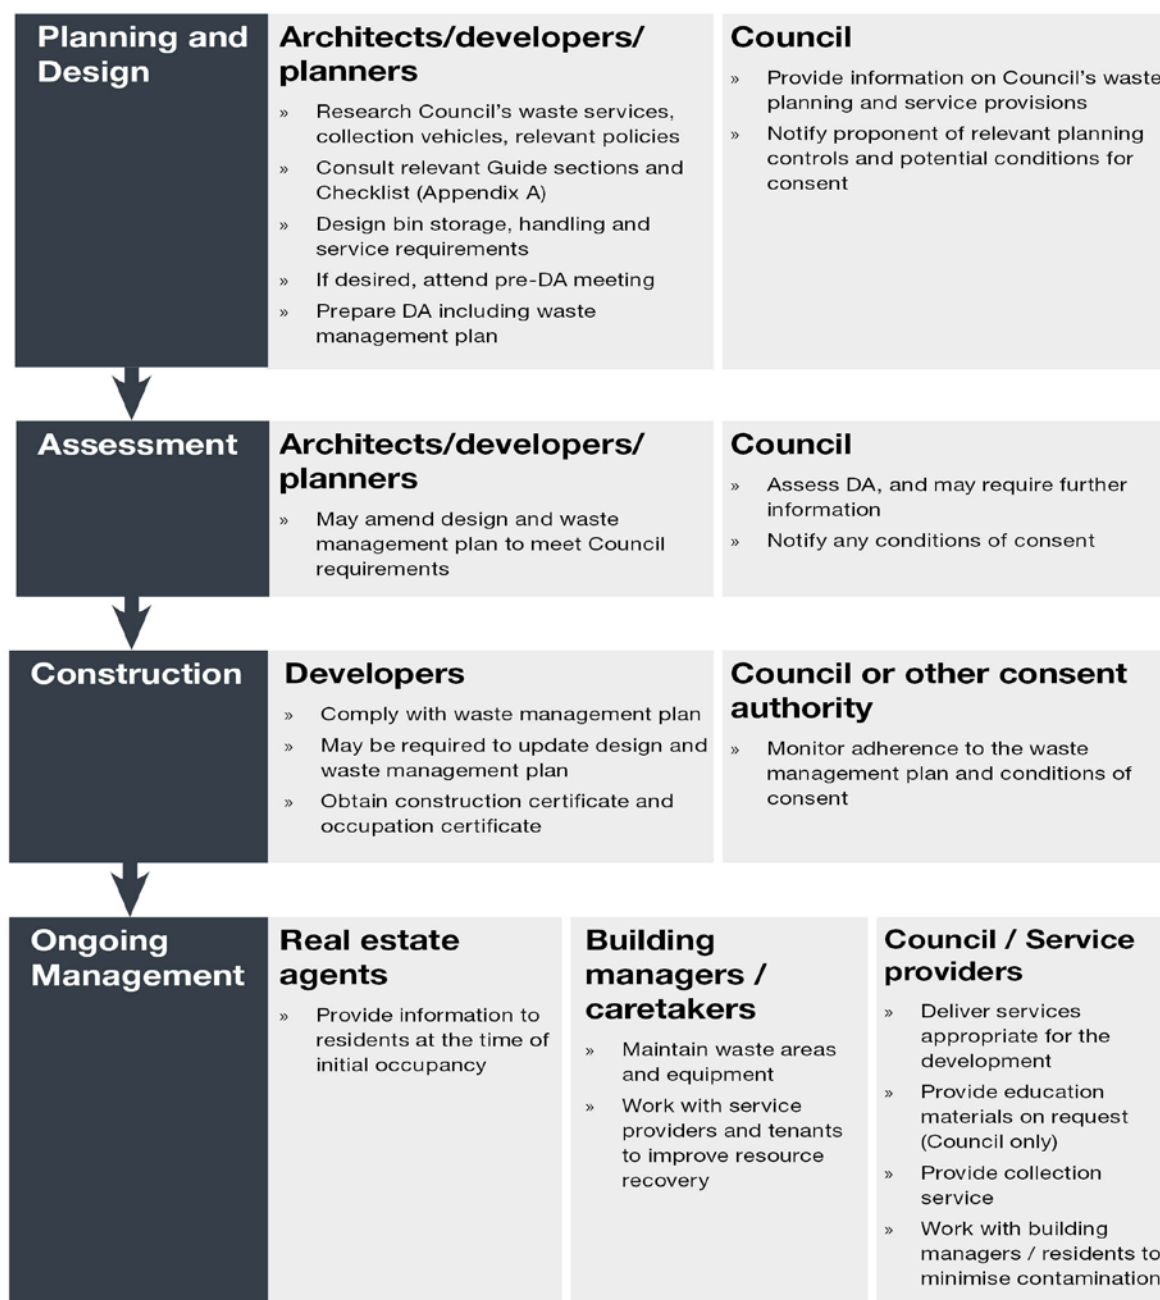 Planning and
Design
Architects/developers/
planners
» Research Council's waste services,
collection vehicles, relevant policies
» Consult relevant Guide sections and
Checklist (Appendix A)
» Design bin storage, handling and
service requirements
» If desired, attend pre-DA meeting
» Prepare DA including waste
management plan
Council
» Provide information on Council's waste
planning and service provisions
» Notify proponent of relevant planning
controls and potential conditions for
consent
Assessment
Architects/developers/
planners
» May amend design and waste
management plan to meet Council
requirements
Council
» Assess DA, and may require further
information
» Notify any conditions of consent
Construction
Developers
» Comply with waste management plan
» May be required to update design and
waste management plan
» Obtain construction certificate and
occupation certificate
Council or other consent
authority
» Monitor adherence to the waste
management plan and conditions of
consent
Ongoing
Management
Real estate
agents
» Provide information to
residents at the time of
initial occupancy
Building
managers /
caretakers
» Maintain waste areas
and equipment
» Work with service
providers and tenants
to improve resource
recovery
Council / Service
providers
» Deliver services
appropriate for the
development
» Provide education
materials on request
(Council only)
» Provide collection
service
» Work with building
managers / residents to
minimise contamination